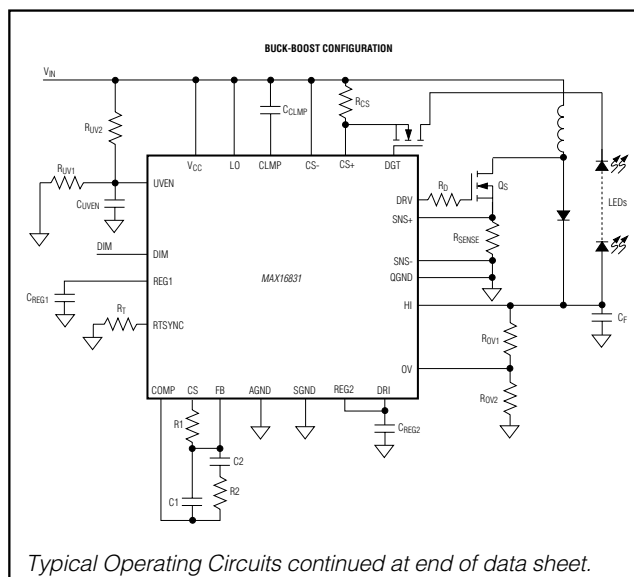 BUCK-BOOST CONFIGURATION
VIN
RUV2
RUV1
CUVEN
CCLMP
RCS
VCC
LO
CLMP
CS-
CS+
DGT
UVEN
DIM
DIM
REG1
CREG1
RT
RTSYNC
MAX16831
DRV
RD
QS
SNS+
RSENSE
SNS-
QGND
HI
OV
LEDs
CF
ROV1
ROV2
COMP
CS
FB
AGND
SGND
REG2
DRI
R1
C2
C1
R2
CREG2
Typical Operating Circuits continued at end of data sheet.